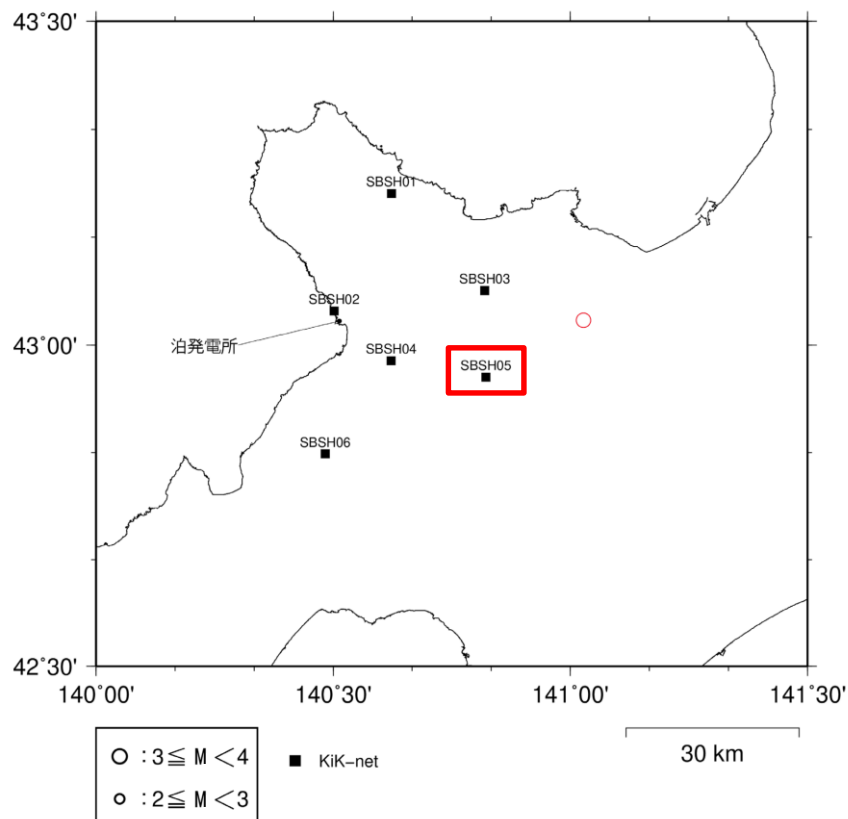 43°30'
SBSH01
SBSH03
SBSH02
泊発電所
43°00'
SBSH04
SBSH05
SBSH06
42°30'
140°00'
140°30'
141°00'
141°30'
○ : 3 ≦ M < 4
■ KiK-net
30 km
○ : 2 ≦ M < 3